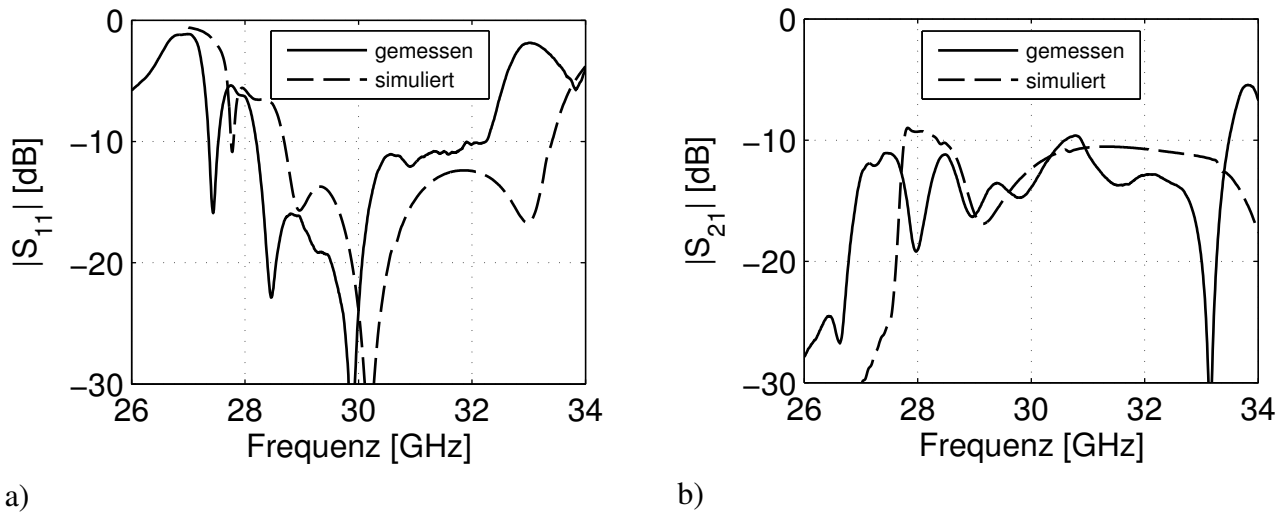 0
−10
−20
−30
26
28
30
32
34
Frequenz [GHz]
|S11| [dB]
gemessen
simuliert
a)
0
−10
−20
−30
26
28
30
32
34
Frequenz [GHz]
|S21| [dB]
gemessen
simuliert
b)